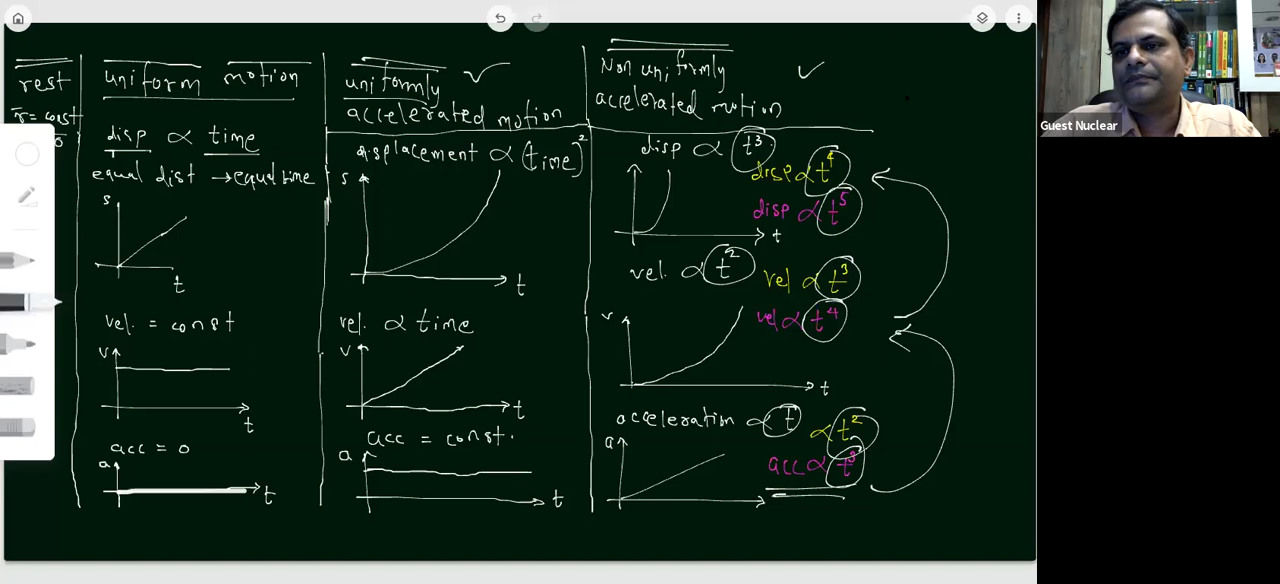 rest
r̄ = const
uniform motion
disp ∝ time
equal dist → equal time
s
t
vel. = const
v
t
acc = 0
a
t
uniformly
accelerated motion
displacement ∝ (time)²
s
t
vel. ∝ time
v
t
acc = const.
a
t
Non uniformly
accelerated motion
disp ∝ t³
disp ∝ t⁴
disp ∝ t⁵
t
vel. ∝ t²
vel ∝ t³
vel ∝ t⁴
v
t
acceleration ∝ t
∝ t²
acc ∝ t³
a
Guest Nuclear